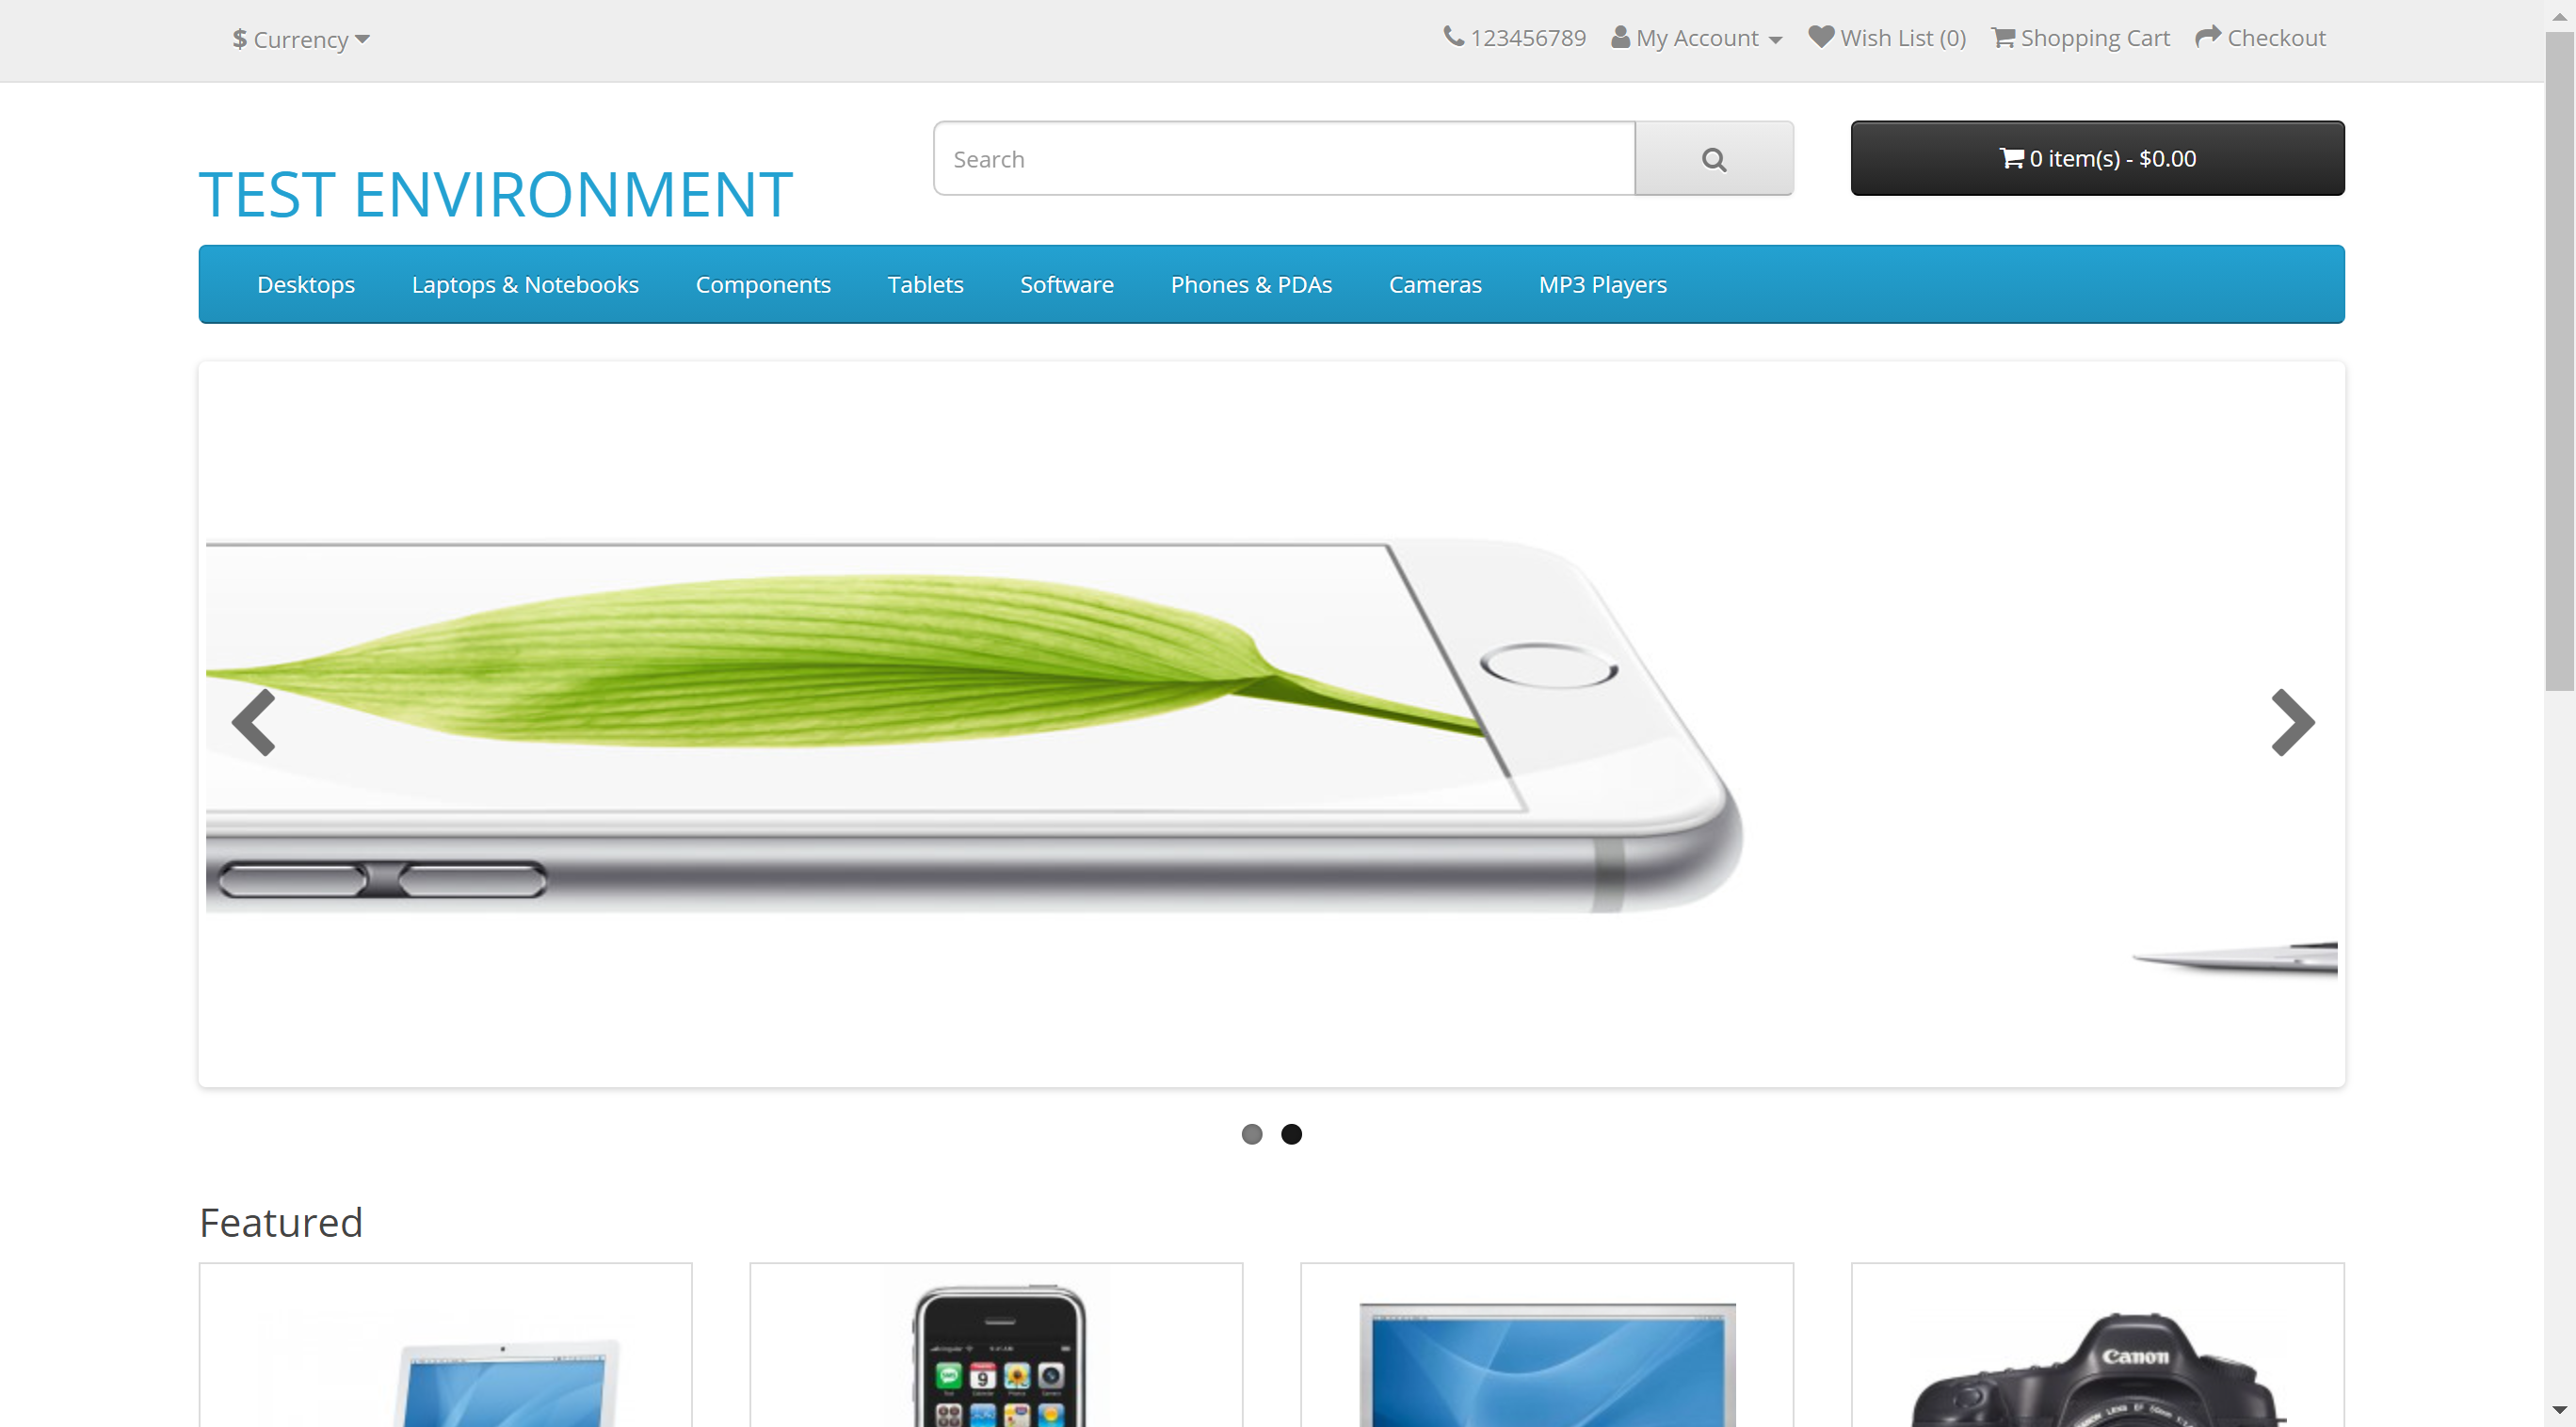 $ Currency
123456789 My Account Wish List (0) Shopping Cart Checkout
TEST ENVIRONMENT
Search
0 item(s) - $0.00
Desktops Laptops & Notebooks Components Tablets Software Phones & PDAs Cameras MP3 Players
Featured
9
Canon